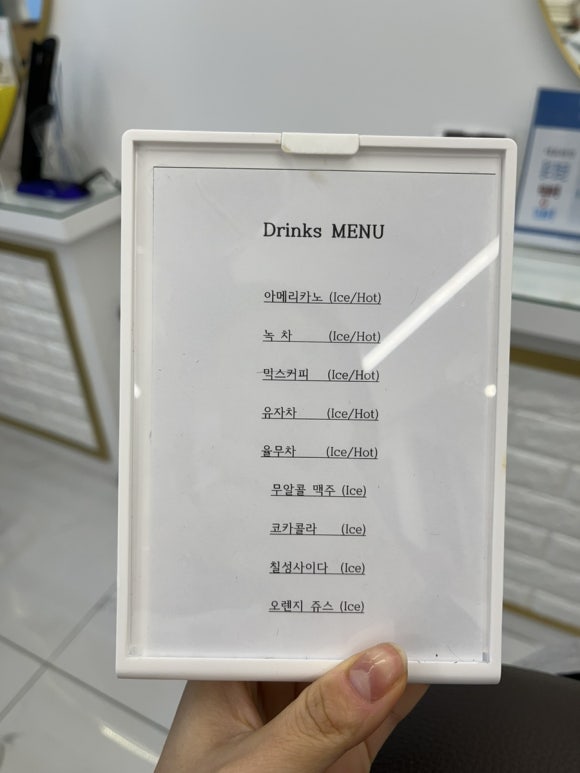 Drinks MENU
아메리카노 (Ice/Hot)
녹 차 (Ice/Hot)
믹스커피 (Ice/Hot)
유자차 (Ice/Hot)
율무차 (Ice/Hot)
무알콜 맥주 (Ice)
코카콜라 (Ice)
칠성사이다 (Ice)
오렌지 쥬스 (Ice)